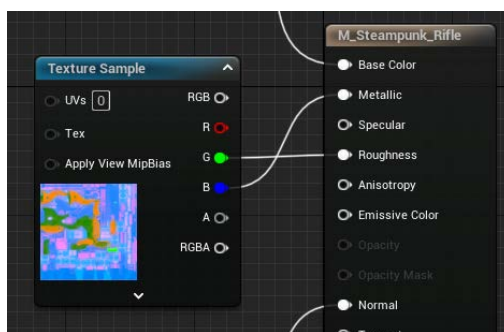 Texture Sample
UVs 0
Tex
Apply View MipBias
RGB
R
G
B
A
RGBA
M_Steampunk_Rifle
Base Color
Metallic
Specular
Roughness
Anisotropy
Emissive Color
Opacity
Opacity Mask
Normal